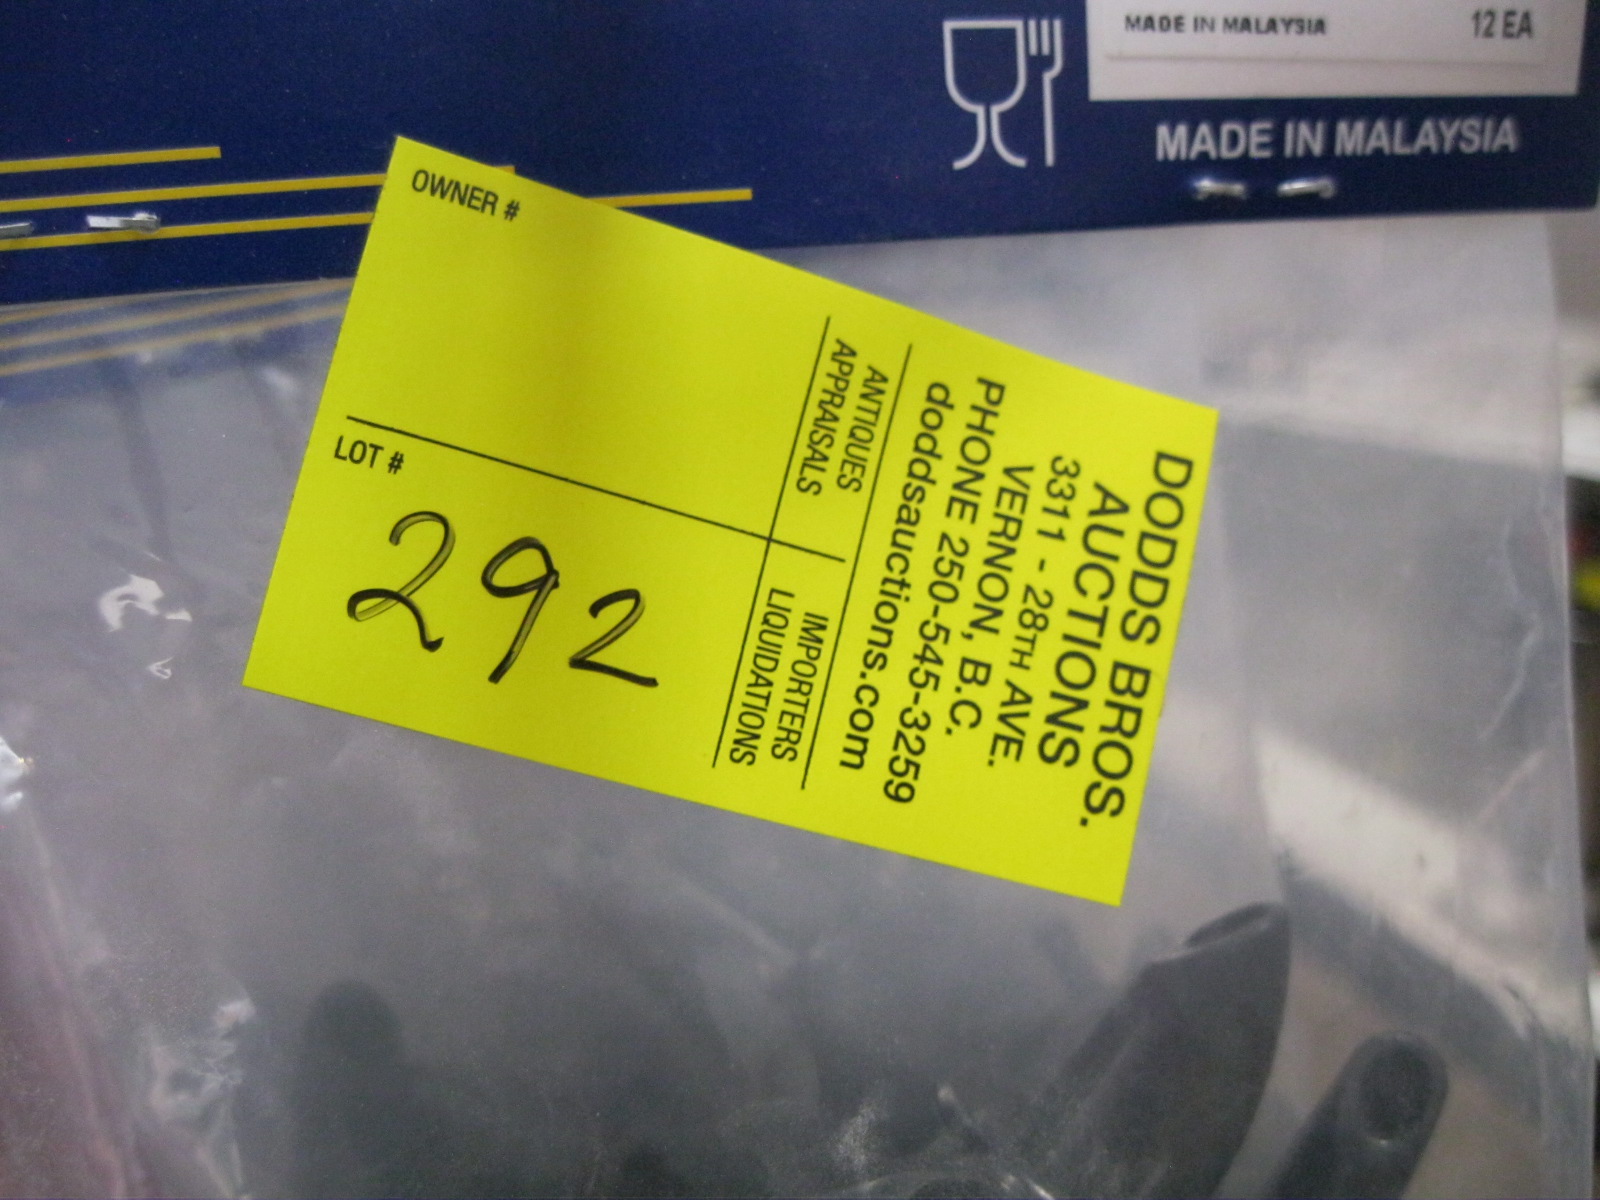 MADE IN MALAYSIA 12 EA
MADE IN MALAYSIA
OWNER #
LOT #
292
ANTIQUES
APPRAISALS
IMPORTERS
LIQUIDATIONS
DODDS BROS.
AUCTIONS
3311 - 28TH AVE.
VERNON, B.C.
PHONE 250-545-3259
doddsauctions.com